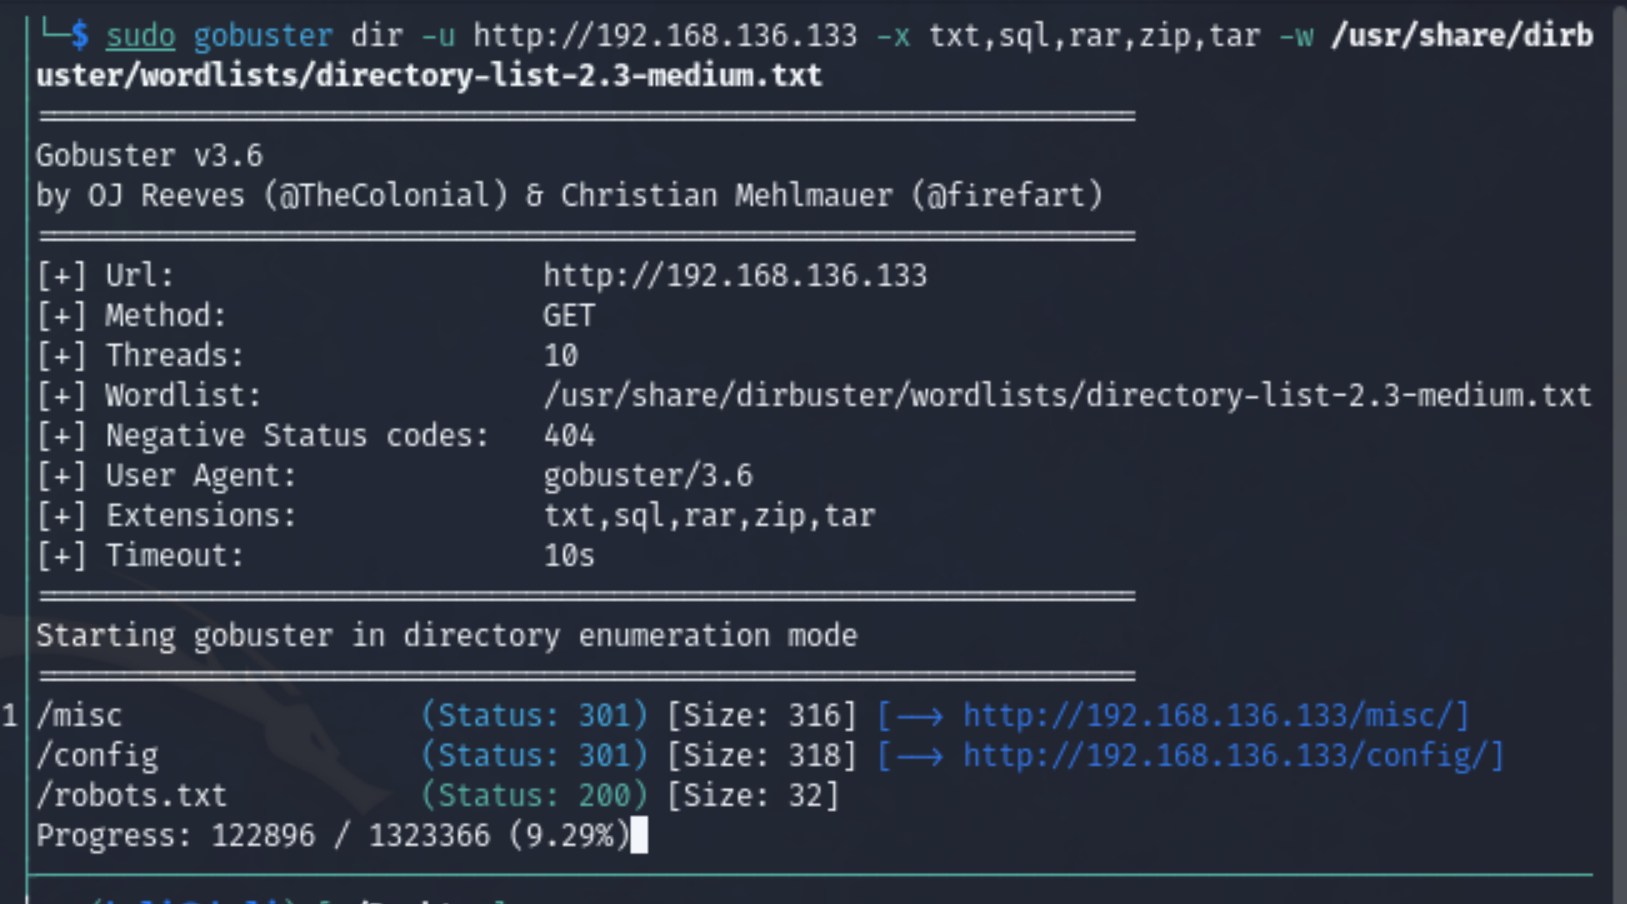 └─$ sudo gobuster dir -u http://192.168.136.133 -x txt,sql,rar,zip,tar -w /usr/share/dirb
uster/wordlists/directory-list-2.3-medium.txt
===============================================================
Gobuster v3.6
by OJ Reeves (@TheColonial) & Christian Mehlmauer (@firefart)
===============================================================
[+] Url:                     http://192.168.136.133
[+] Method:                  GET
[+] Threads:                 10
[+] Wordlist:                /usr/share/dirbuster/wordlists/directory-list-2.3-medium.txt
[+] Negative Status codes:   404
[+] User Agent:              gobuster/3.6
[+] Extensions:              txt,sql,rar,zip,tar
[+] Timeout:                 10s
===============================================================
Starting gobuster in directory enumeration mode
===============================================================
1 /misc                 (Status: 301) [Size: 316] [--> http://192.168.136.133/misc/]
/config               (Status: 301) [Size: 318] [--> http://192.168.136.133/config/]
/robots.txt           (Status: 200) [Size: 32]
Progress: 122896 / 1323366 (9.29%)